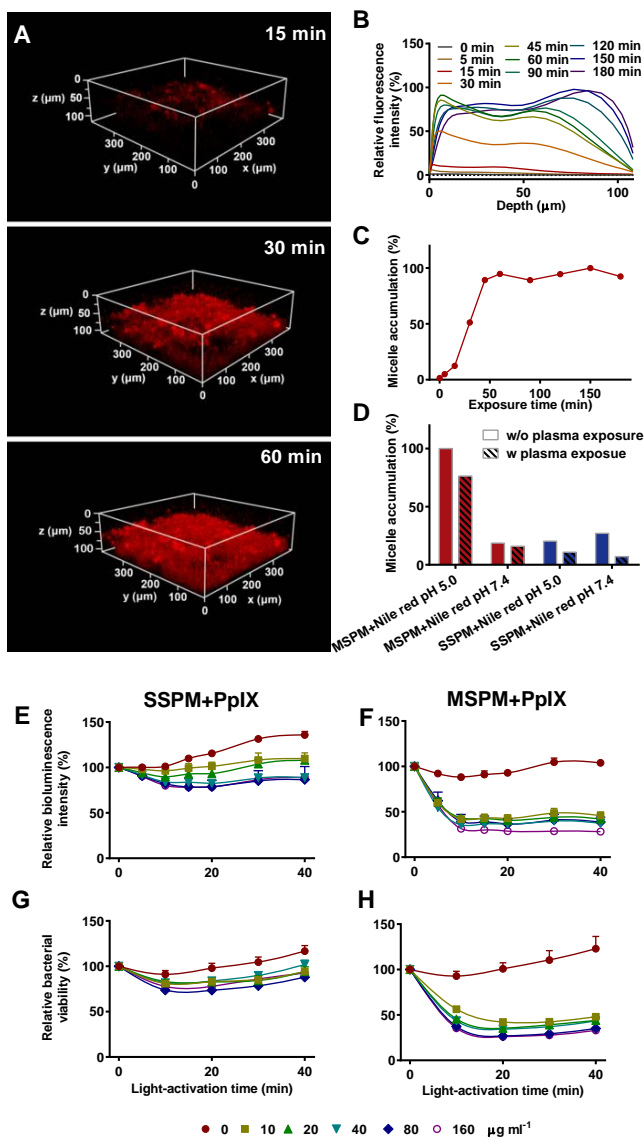 A
15 min
0
z (µm) 50
100
300
200
100
y (µm)
300
200
100
x (µm)
0
30 min
0
z (µm) 50
100
300
200
100
y (µm)
300
200
100
x (µm)
0
60 min
0
z (µm) 50
100
300
200
100
y (µm)
300
200
100
x (µm)
0
B
Relative fluorescence
intensity (%)
150
100
50
0
0 min 45 min 120 min
5 min 60 min 150 min
15 min 90 min 180 min
30 min
0 50 100
Depth (µm)
C
Micelle accumulation (%)
100
50
0
0 50 100 150
Exposure time (min)
D
Micelle accumulation (%)
100
50
0
w/o plasma exposure
w plasma exposue
MSPM+Nile red pH 5.0
MSPM+Nile red pH 7.4
SSPM+Nile red pH 5.0
SSPM+Nile red pH 7.4
SSPM+PpIX
MSPM+PpIX
E
Relative bioluminescence
intensity (%)
150
100
50
0
0 20 40
F
150
100
50
0
0 20 40
G
Relative bacterial
viability (%)
150
100
50
0
0 20 40
Light-activation time (min)
H
150
100
50
0
0 20 40
Light-activation time (min)
0 10 20 40 80 160 µg ml⁻¹